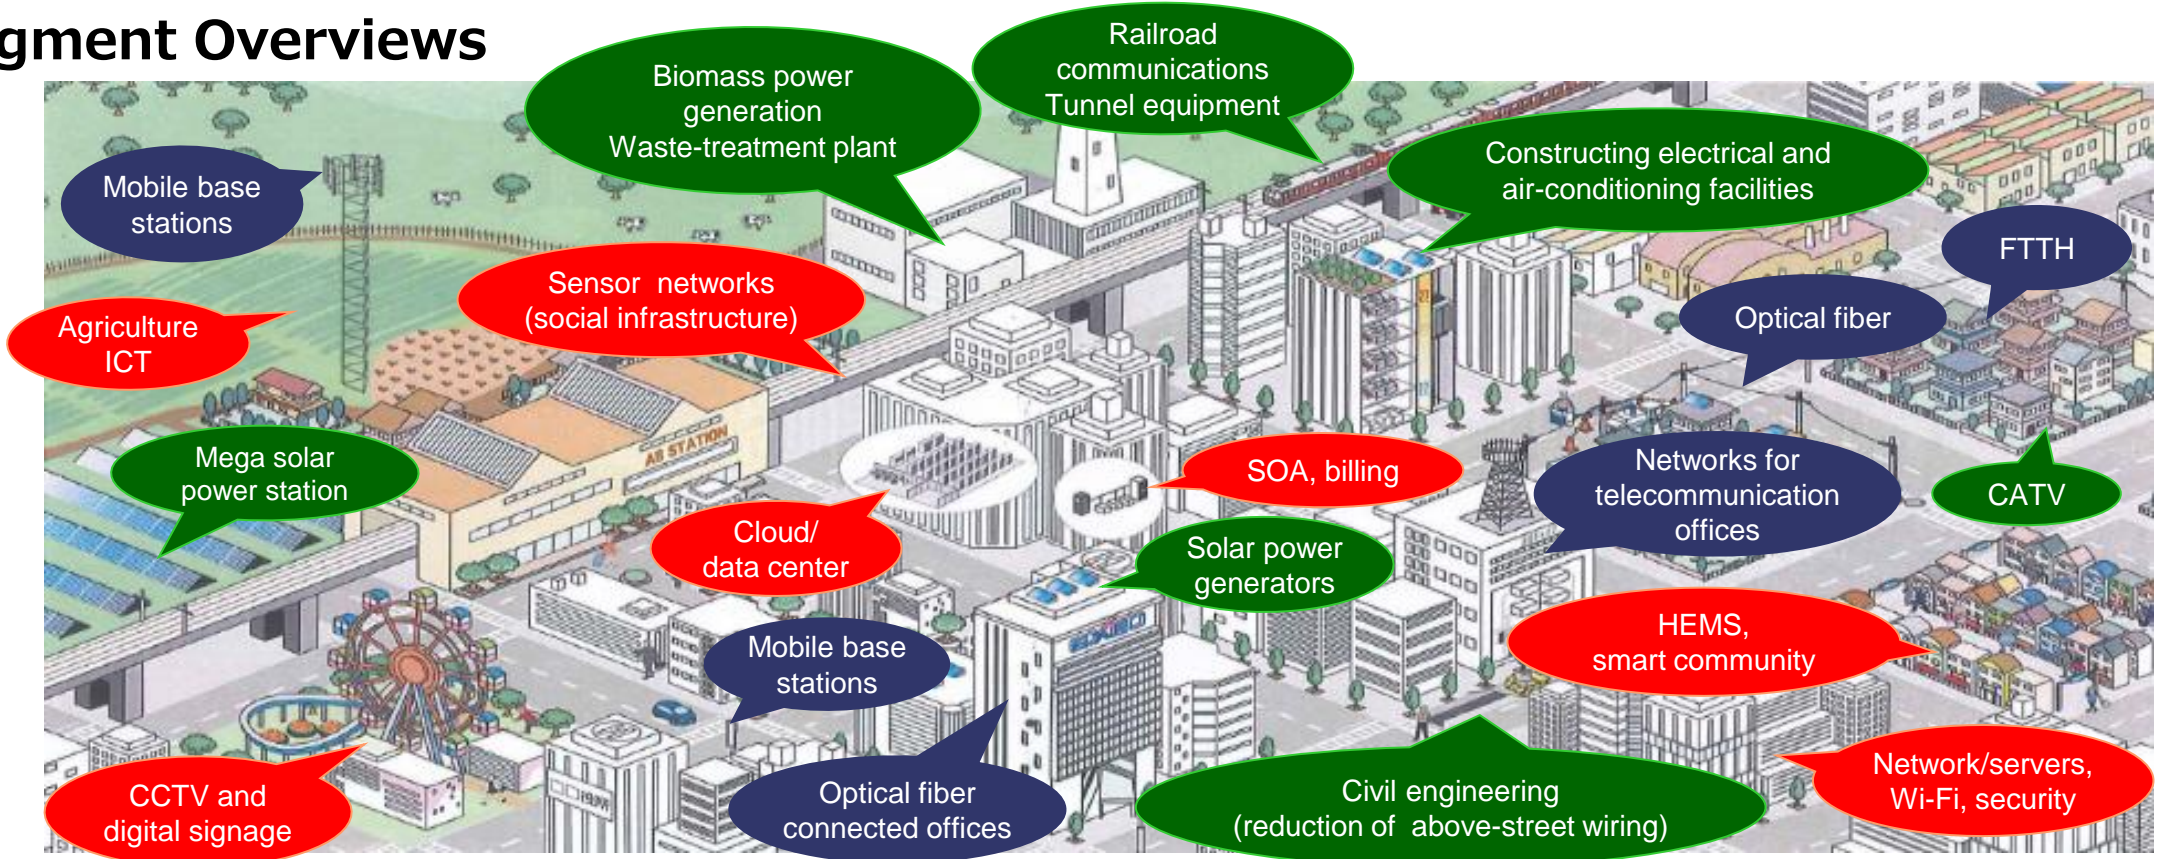 gment Overviews
Railroad
communications
Tunnel equipment
Biomass power
generation
Waste-treatment plant
Constructing electrical and
air-conditioning facilities
Mobile base
stations
FTTH
Sensor networks
(social infrastructure)
Optical fiber
Agriculture
ICT
AS STATION
Mega solar
power station
SOA, billing
Networks for
telecommunication
offices
CATV
Cloud/
data center
Solar power
generators
HEMS,
smart community
Mobile base
stations
CCTV and
digital signage
Optical fiber
connected offices
Civil engineering
(reduction of above-street wiring)
Network/servers,
Wi-Fi, security